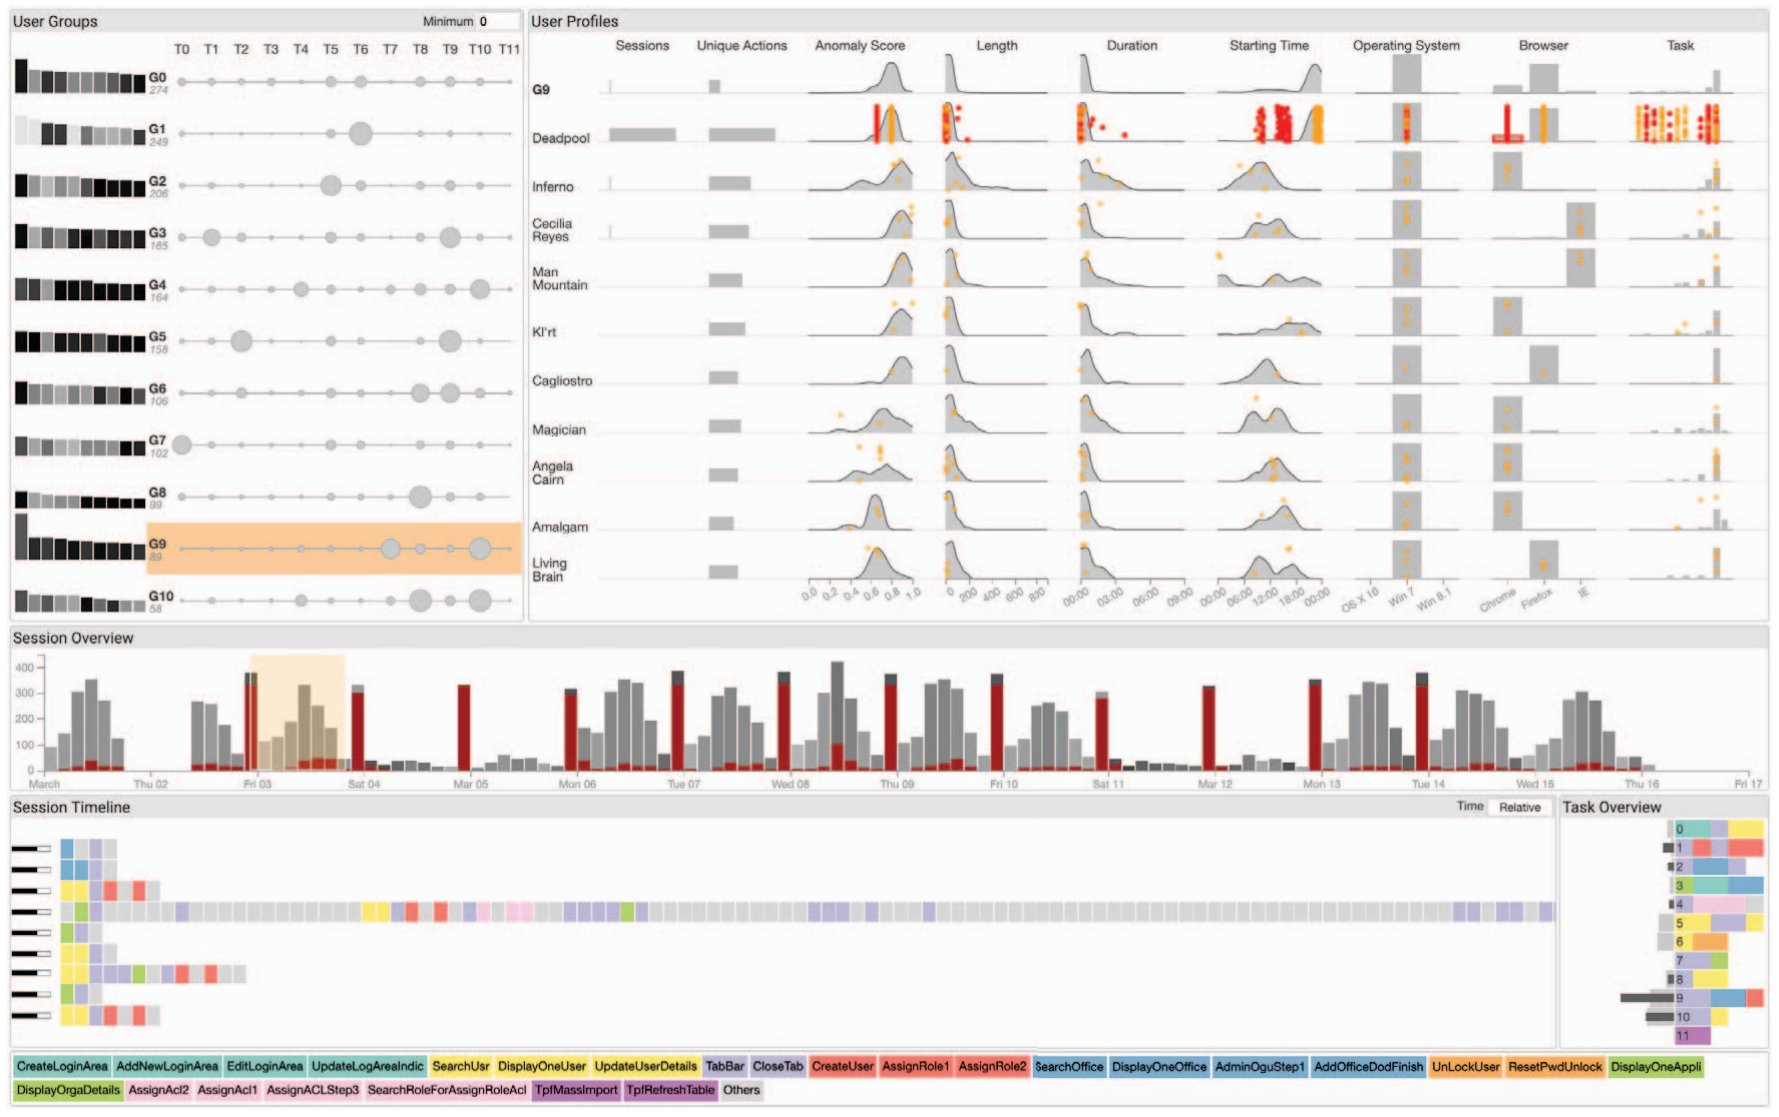 User Groups
Minimum 0
T0 T1 T2 T3 T4 T5 T6 T7 T8 T9 T10 T11
G0
274
G1
249
G2
206
G3
165
G4
164
G5
158
G6
106
G7
102
G8
99
G9
89
G10
58
User Profiles
Sessions Unique Actions Anomaly Score Length Duration Starting Time Operating System Browser Task
G9
Deadpool
Inferno
Cecilia
Reyes
Man
Mountain
Kl'rt
Cagliostro
Magician
Angela
Cairn
Amalgam
Living
Brain
0.0 0.2 0.4 0.6 0.8 1.0
0 200 400 600 800
00:00 03:00 06:00 09:00
00:00 06:00 12:00 18:00 00:00
OS X 10 Win 7 Win 8.1
Chrome Firefox IE
Session Overview
400
300
200
100
0
March Thu 02 Fri 03 Sat 04 Mar 05 Mon 06 Tue 07 Wed 08 Thu 09 Fri 10 Sat 11 Mar 12 Mon 13 Tue 14 Wed 15 Thu 16 Fri 17
Session Timeline
Time Relative
Task Overview
0
1
2
3
4
5
6
7
8
9
10
11
CreateLoginArea AddNewLoginArea EditLoginArea UpdateLogAreaIndic SearchUsr DisplayOneUser UpdateUserDetails TabBar CloseTab CreateUser AssignRole1 AssignRole2 SearchOffice DisplayOneOffice AdminOguStep1 AddOfficeDodFinish UnLockUser ResetPwdUnlock DisplayOneAppli
DisplayOrgaDetails AssignAcl2 AssignAcl1 AssignACLStep3 SearchRoleForAssignRoleAcl TpfMassImport TpfRefreshTable Others